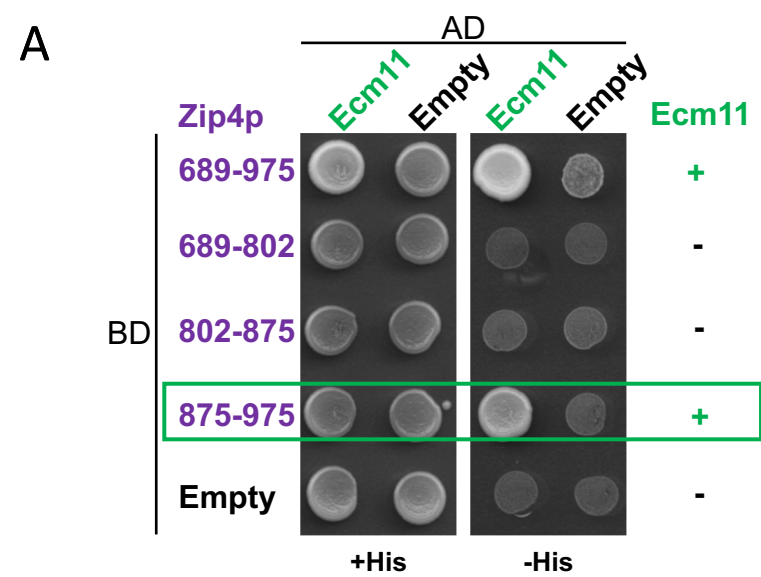 A
AD
Zip4p Ecm11 Empty Ecm11 Empty Ecm11
689-975 +
689-802 -
BD
802-875 -
875-975 +
Empty -
+His -His